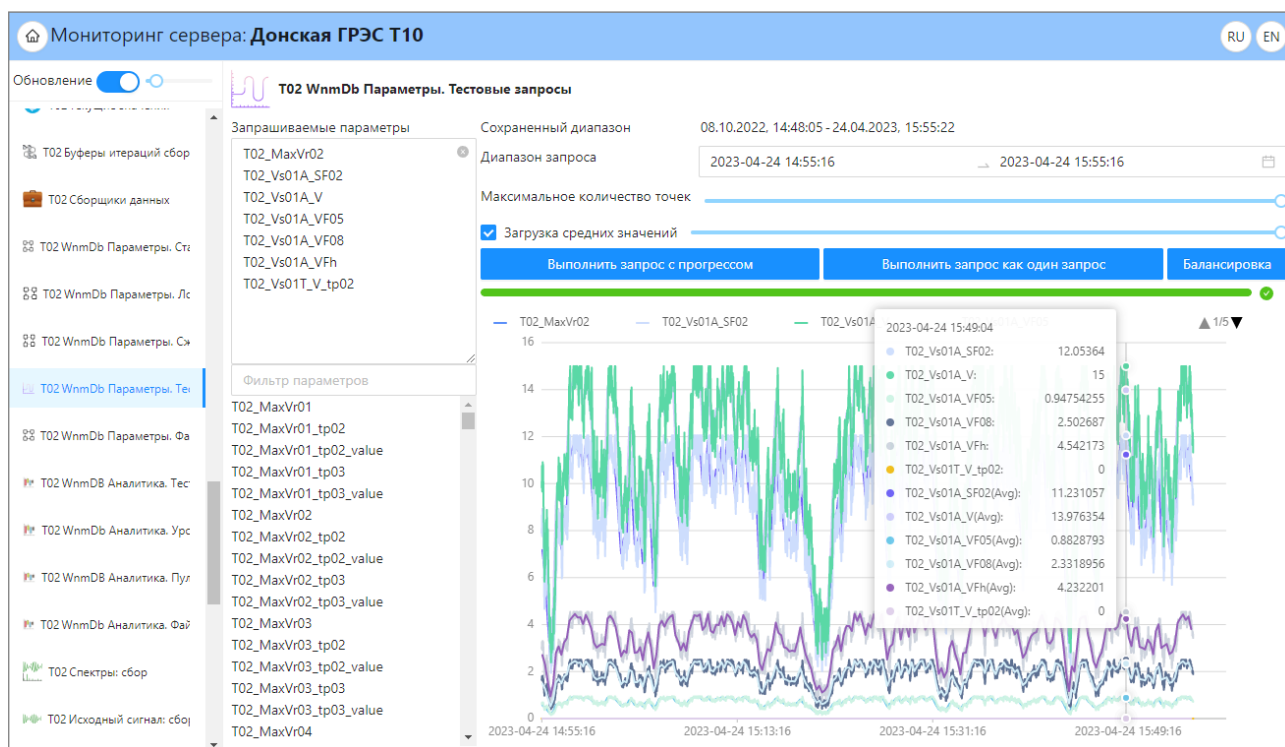 Мониторинг сервера: Донская ГРЭС Т10
RU EN
Обновление
T02 Буферы итераций сбор
T02 Сборщики данных
T02 WnmDb Параметры. Ста
T02 WnmDb Параметры. Лс
T02 WnmDb Параметры. Сж
T02 WnmDb Параметры. Тес
T02 WnmDb Параметры. Фа
T02 WnmDB Аналитика. Тес
T02 WnmDb Аналитика. Урс
T02 WnmDB Аналитика. Пул
T02 WnmDb Аналитика. Фай
T02 Спектры: сбор
T02 Исходный сигнал: сбор
T02 WnmDb Параметры. Тестовые запросы
Запрашиваемые параметры
T02_MaxVr02
T02_Vs01A_SF02
T02_Vs01A_V
T02_Vs01A_VF05
T02_Vs01A_VF08
T02_Vs01A_VFh
T02_Vs01T_V_tp02
Фильтр параметров
T02_MaxVr01
T02_MaxVr01_tp02
T02_MaxVr01_tp02_value
T02_MaxVr01_tp03
T02_MaxVr01_tp03_value
T02_MaxVr02
T02_MaxVr02_tp02
T02_MaxVr02_tp02_value
T02_MaxVr02_tp03
T02_MaxVr02_tp03_value
T02_MaxVr03
T02_MaxVr03_tp02
T02_MaxVr03_tp02_value
T02_MaxVr03_tp03
T02_MaxVr03_tp03_value
T02_MaxVr04
Сохраненный диапазон 08.10.2022, 14:48:05 - 24.04.2023, 15:55:22
Диапазон запроса 2023-04-24 14:55:16 2023-04-24 15:55:16
Максимальное количество точек
Загрузка средних значений
Выполнить запрос с прогрессом Выполнить запрос как один запрос Балансировка
T02_MaxVr02 T02_Vs01A_SF02 T02_Vs01A 1/5
2023-04-24 15:49:04
T02_Vs01A_SF02: 12.05364
T02_Vs01A_V: 15
T02_Vs01A_VF05: 0.94754255
T02_Vs01A_VF08: 2.502687
T02_Vs01A_VFh: 4.542173
T02_Vs01T_V_tp02: 0
T02_Vs01A_SF02(Avg): 11.231057
T02_Vs01A_V(Avg): 13.976354
T02_Vs01A_VF05(Avg): 0.8828793
T02_Vs01A_VF08(Avg): 2.3318956
T02_Vs01A_VFh(Avg): 4.232201
T02_Vs01T_V_tp02(Avg): 0
16
14
12
10
8
6
4
2
0
2023-04-24 14:55:16 2023-04-24 15:13:16 2023-04-24 15:31:16 2023-04-24 15:49:16